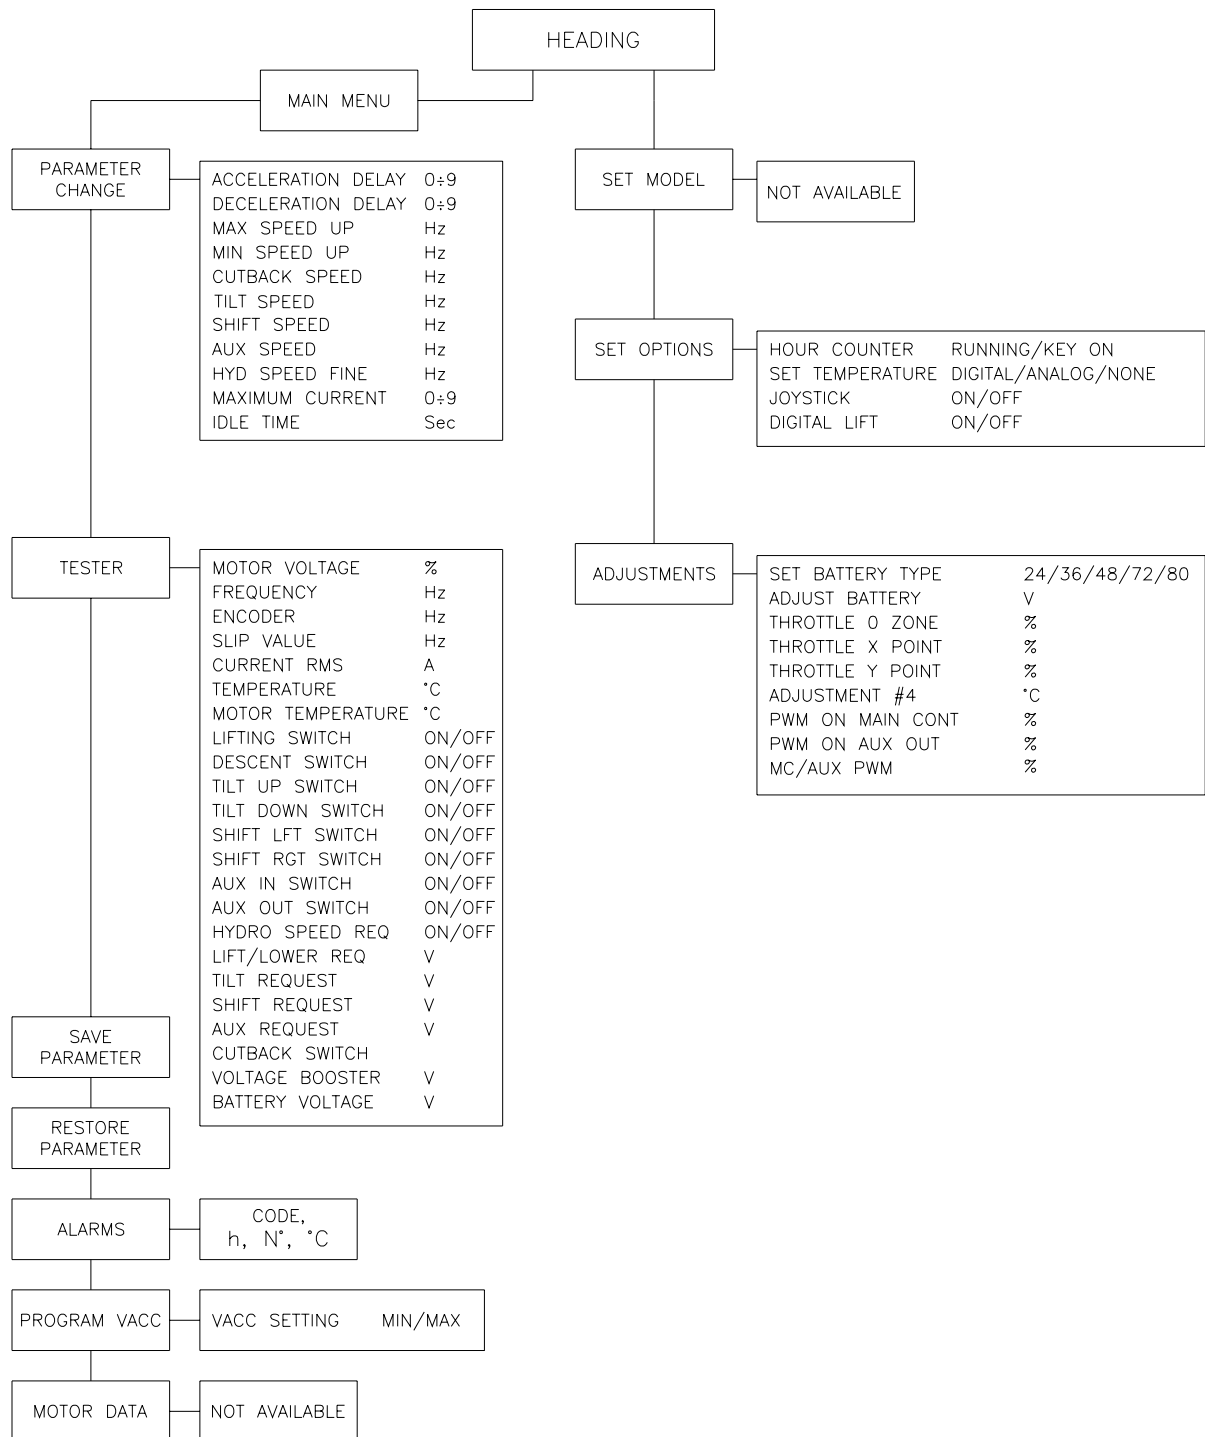 HEADING
MAIN MENU
PARAMETER
CHANGE
ACCELERATION DELAY 0÷9
DECELERATION DELAY 0÷9
MAX SPEED UP Hz
MIN SPEED UP Hz
CUTBACK SPEED Hz
TILT SPEED Hz
SHIFT SPEED Hz
AUX SPEED Hz
HYD SPEED FINE Hz
MAXIMUM CURRENT 0÷9
IDLE TIME Sec
TESTER
MOTOR VOLTAGE %
FREQUENCY Hz
ENCODER Hz
SLIP VALUE Hz
CURRENT RMS A
TEMPERATURE °C
MOTOR TEMPERATURE °C
LIFTING SWITCH ON/OFF
DESCENT SWITCH ON/OFF
TILT UP SWITCH ON/OFF
TILT DOWN SWITCH ON/OFF
SHIFT LFT SWITCH ON/OFF
SHIFT RGT SWITCH ON/OFF
AUX IN SWITCH ON/OFF
AUX OUT SWITCH ON/OFF
HYDRO SPEED REQ ON/OFF
LIFT/LOWER REQ V
TILT REQUEST V
SHIFT REQUEST V
AUX REQUEST V
CUTBACK SWITCH
VOLTAGE BOOSTER V
BATTERY VOLTAGE V
SAVE
PARAMETER
RESTORE
PARAMETER
ALARMS
CODE,
h, N°, °C
PROGRAM VACC
VACC SETTING MIN/MAX
MOTOR DATA
NOT AVAILABLE
SET MODEL
NOT AVAILABLE
SET OPTIONS
HOUR COUNTER RUNNING/KEY ON
SET TEMPERATURE DIGITAL/ANALOG/NONE
JOYSTICK ON/OFF
DIGITAL LIFT ON/OFF
ADJUSTMENTS
SET BATTERY TYPE 24/36/48/72/80
ADJUST BATTERY V
THROTTLE 0 ZONE %
THROTTLE X POINT %
THROTTLE Y POINT %
ADJUSTMENT #4 °C
PWM ON MAIN CONT %
PWM ON AUX OUT %
MC/AUX PWM %